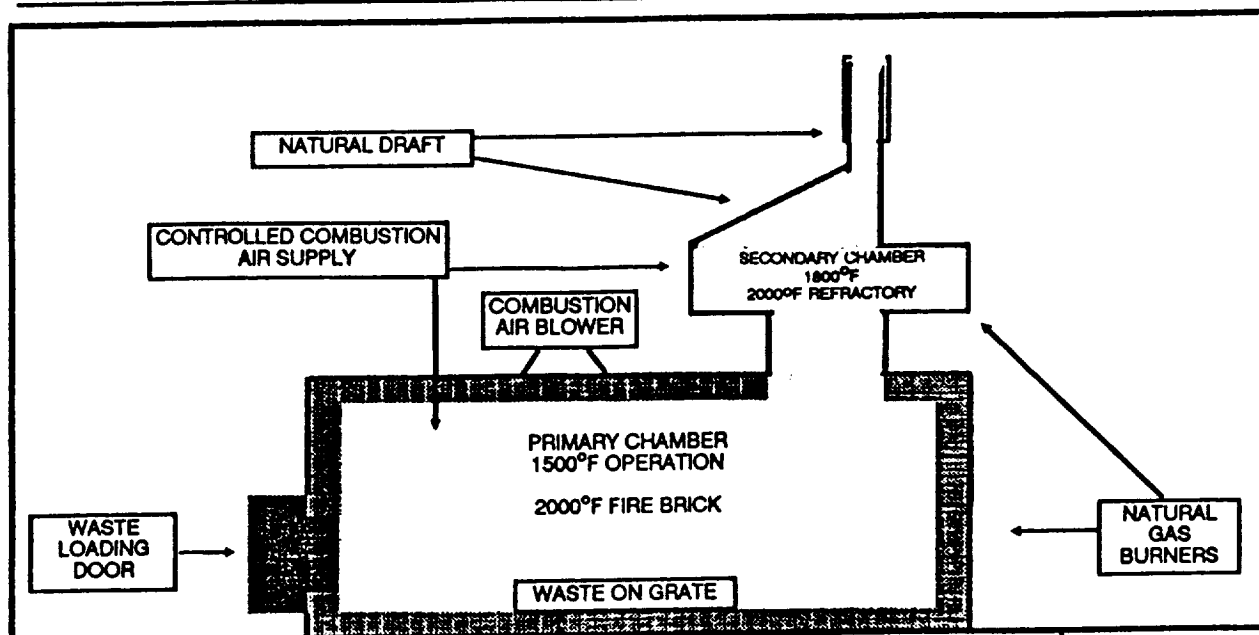 NATURAL DRAFT
CONTROLLED COMBUSTION
AIR SUPPLY
SECONDARY CHAMBER
1800°F
2000°F REFRACTORY
COMBUSTION
AIR BLOWER
PRIMARY CHAMBER
1500°F OPERATION
2000°F FIRE BRICK
WASTE
LOADING
DOOR
NATURAL
GAS
BURNERS
WASTE ON GRATE